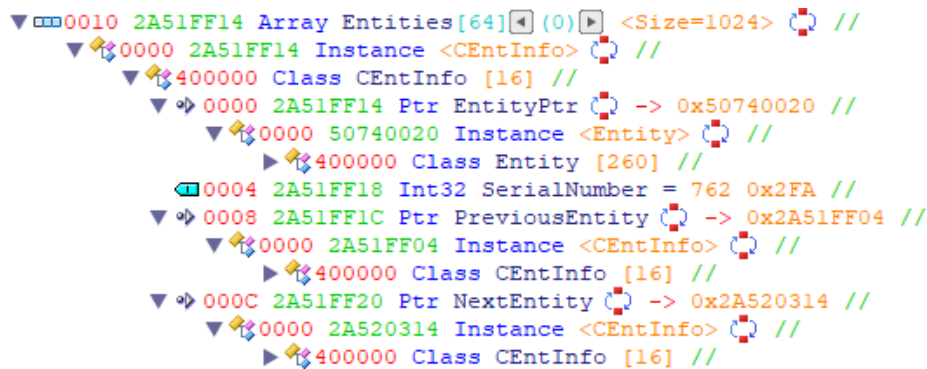 0010 2A51FF14 Array Entities[64] (0) <Size=1024> //
0000 2A51FF14 Instance <CEntInfo> //
400000 Class CEntInfo [16] //
0000 2A51FF14 Ptr EntityPtr -> 0x50740020 //
0000 50740020 Instance <Entity> //
400000 Class Entity [260] //
0004 2A51FF18 Int32 SerialNumber = 762 0x2FA //
0008 2A51FF1C Ptr PreviousEntity -> 0x2A51FF04 //
0000 2A51FF04 Instance <CEntInfo> //
400000 Class CEntInfo [16] //
000C 2A51FF20 Ptr NextEntity -> 0x2A520314 //
0000 2A520314 Instance <CEntInfo> //
400000 Class CEntInfo [16] //